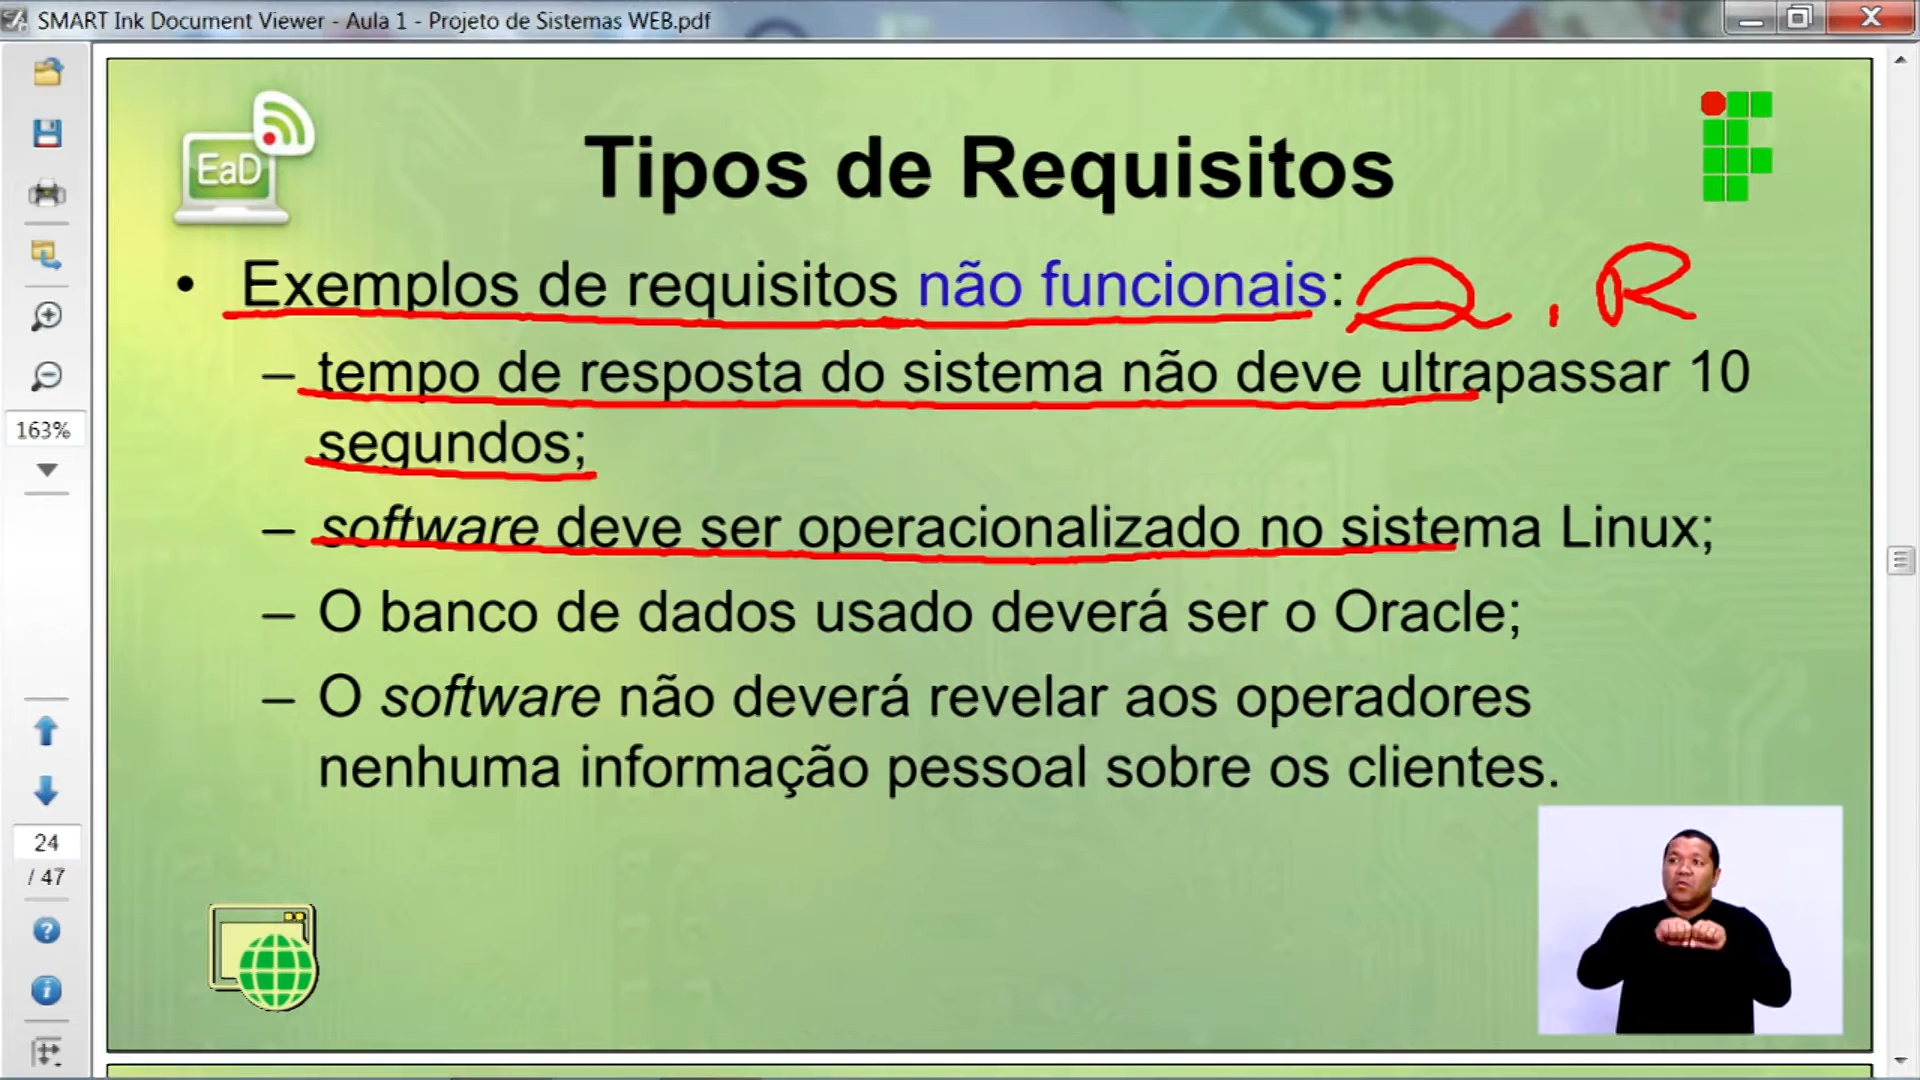 SMART Ink Document Viewer - Aula 1 - Projeto de Sistemas WEB.pdf
EaD
Tipos de Requisitos
• Exemplos de requisitos não funcionais: Q, R
– tempo de resposta do sistema não deve ultrapassar 10
segundos;
– software deve ser operacionalizado no sistema Linux;
– O banco de dados usado deverá ser o Oracle;
– O software não deverá revelar aos operadores
nenhuma informação pessoal sobre os clientes.
163%
24
/ 47